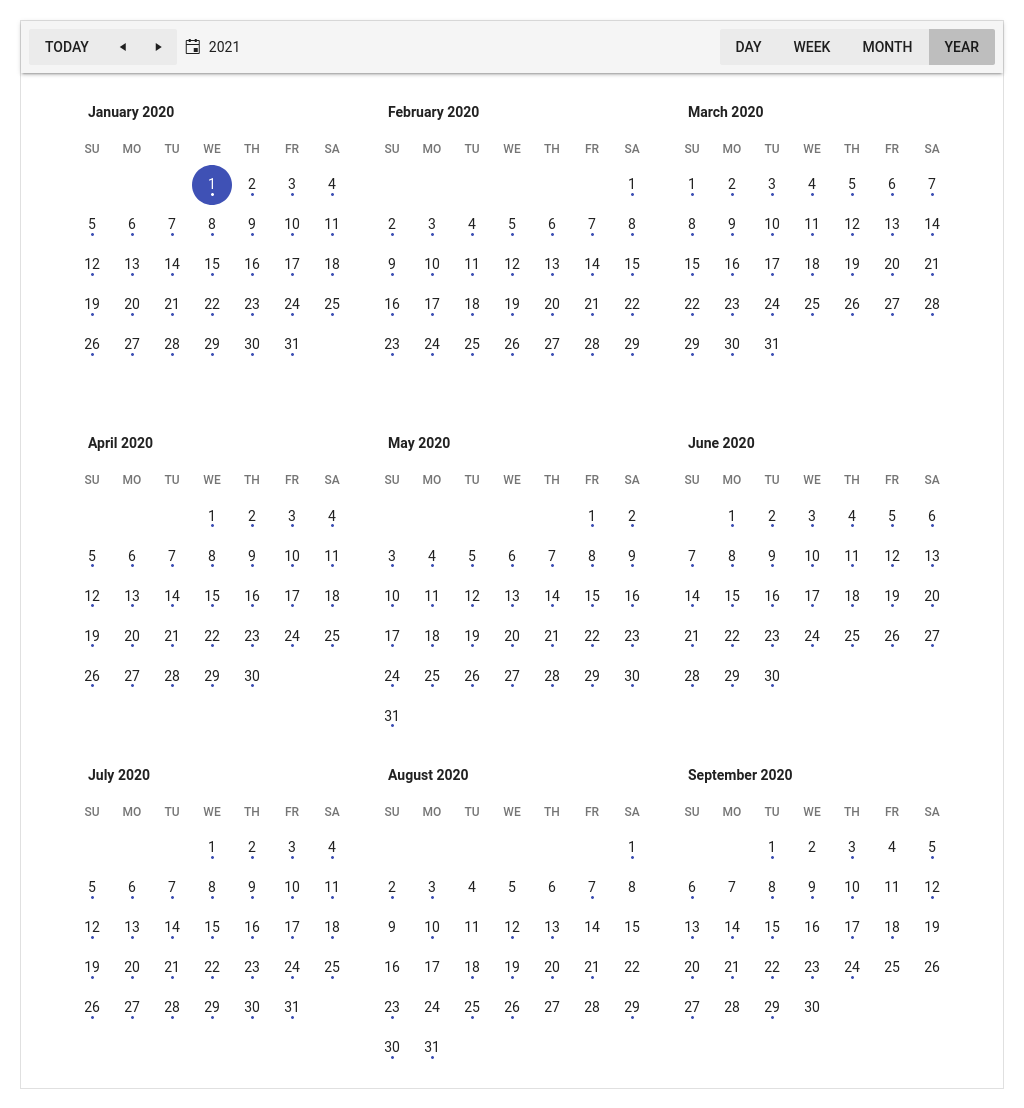 TODAY 2021 DAY WEEK MONTH YEAR
January 2020 February 2020 March 2020
SU MO TU WE TH FR SA SU MO TU WE TH FR SA SU MO TU WE TH FR SA
1 2 3 4 1 1 2 3 4 5 6 7
5 6 7 8 9 10 11 2 3 4 5 6 7 8 8 9 10 11 12 13 14
12 13 14 15 16 17 18 9 10 11 12 13 14 15 15 16 17 18 19 20 21
19 20 21 22 23 24 25 16 17 18 19 20 21 22 22 23 24 25 26 27 28
26 27 28 29 30 31 23 24 25 26 27 28 29 29 30 31
April 2020 May 2020 June 2020
SU MO TU WE TH FR SA SU MO TU WE TH FR SA SU MO TU WE TH FR SA
1 2 3 4 1 2 1 2 3 4 5 6
5 6 7 8 9 10 11 3 4 5 6 7 8 9 7 8 9 10 11 12 13
12 13 14 15 16 17 18 10 11 12 13 14 15 16 14 15 16 17 18 19 20
19 20 21 22 23 24 25 17 18 19 20 21 22 23 21 22 23 24 25 26 27
26 27 28 29 30 24 25 26 27 28 29 30 28 29 30
31
July 2020 August 2020 September 2020
SU MO TU WE TH FR SA SU MO TU WE TH FR SA SU MO TU WE TH FR SA
1 2 3 4 1 1 2 3 4 5
5 6 7 8 9 10 11 2 3 4 5 6 7 8 6 7 8 9 10 11 12
12 13 14 15 16 17 18 9 10 11 12 13 14 15 13 14 15 16 17 18 19
19 20 21 22 23 24 25 16 17 18 19 20 21 22 20 21 22 23 24 25 26
26 27 28 29 30 31 23 24 25 26 27 28 29 27 28 29 30
30 31